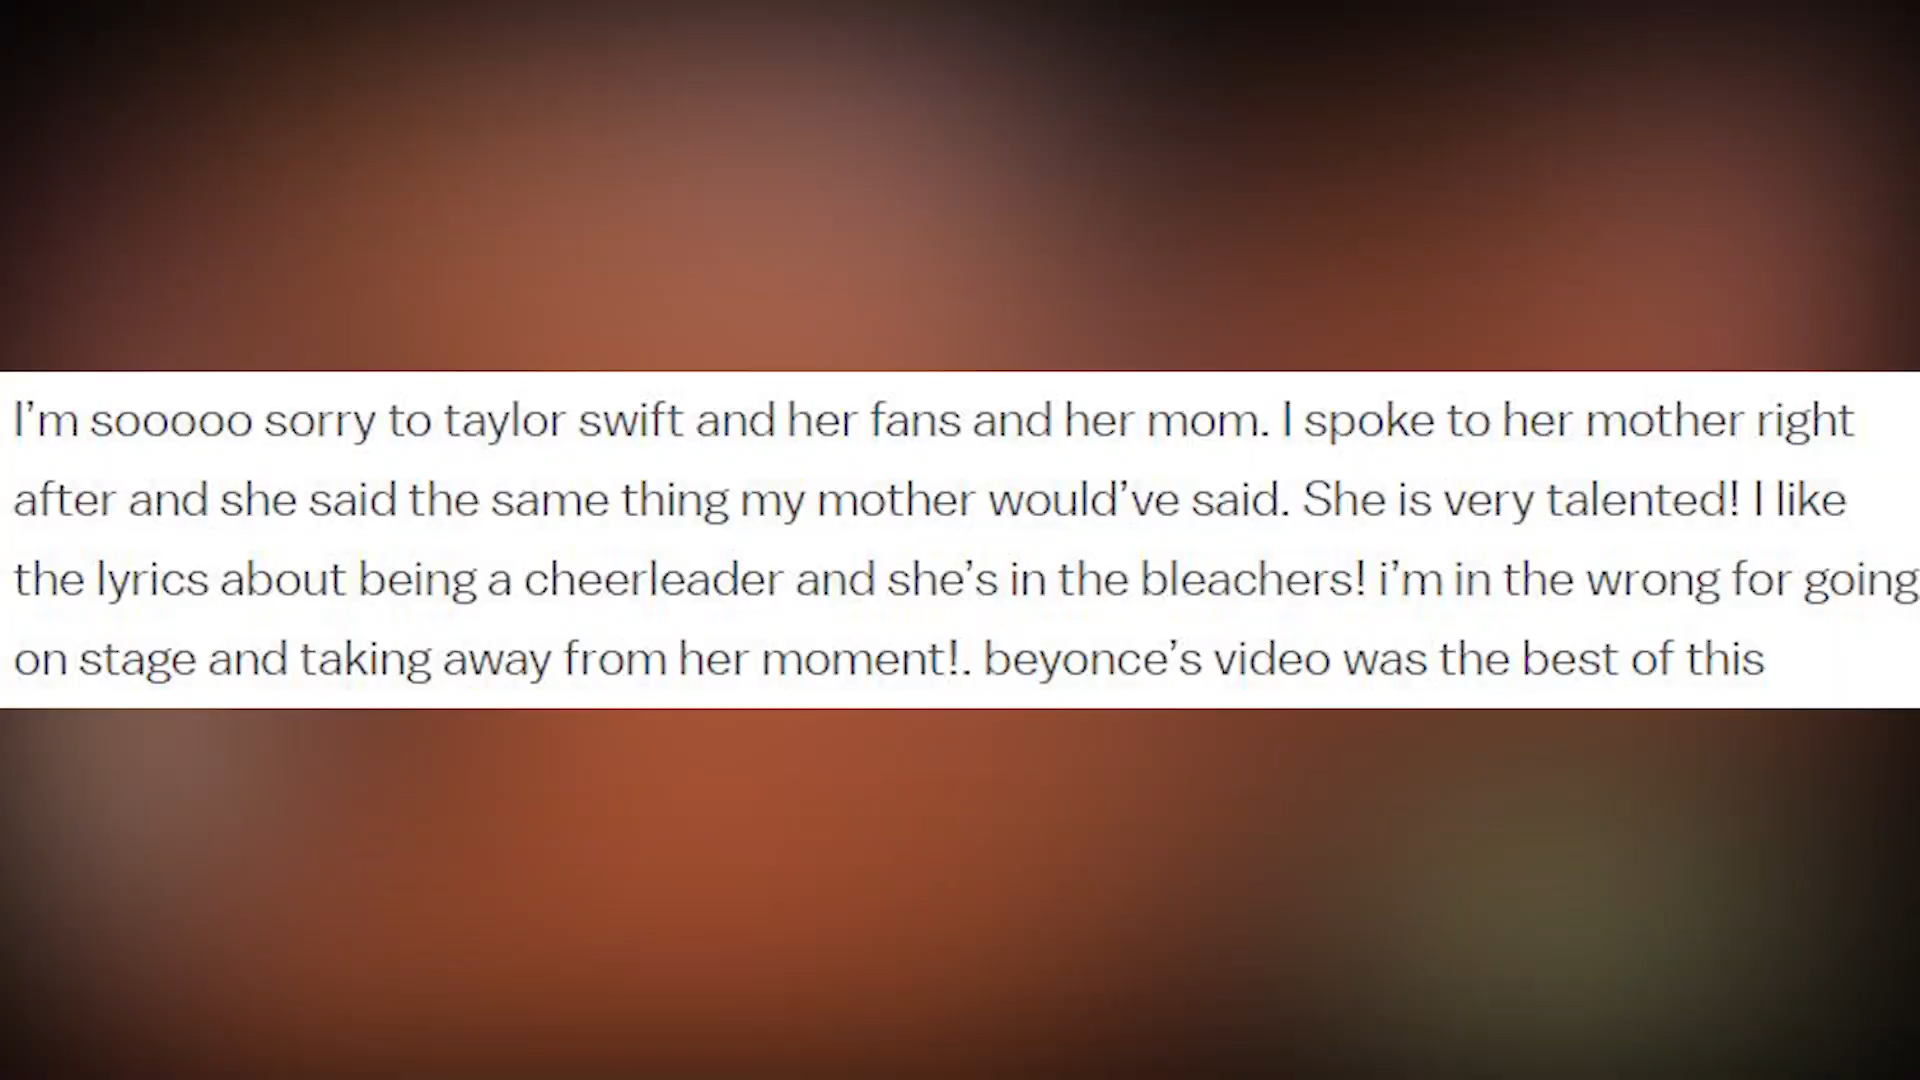 I’m sooooo sorry to taylor swift and her fans and her mom. I spoke to her mother right
after and she said the same thing my mother would’ve said. She is very talented! I like
the lyrics about being a cheerleader and she’s in the bleachers! i’m in the wrong for going
on stage and taking away from her moment!. beyonce’s video was the best of this